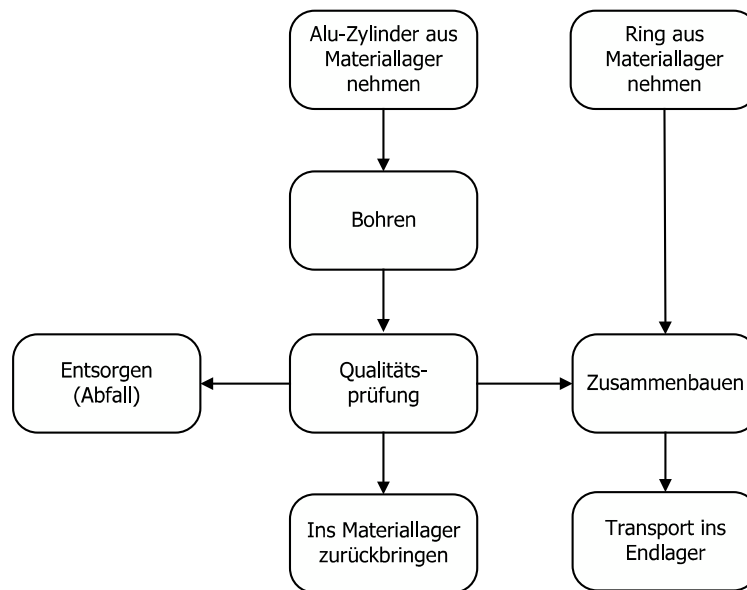 Alu-Zylinder aus
Materiallager
nehmen
Ring aus
Materiallager
nehmen
Bohren
Entsorgen
(Abfall)
Qualitäts-
prüfung
Zusammenbauen
Ins Materiallager
zurückbringen
Transport ins
Endlager